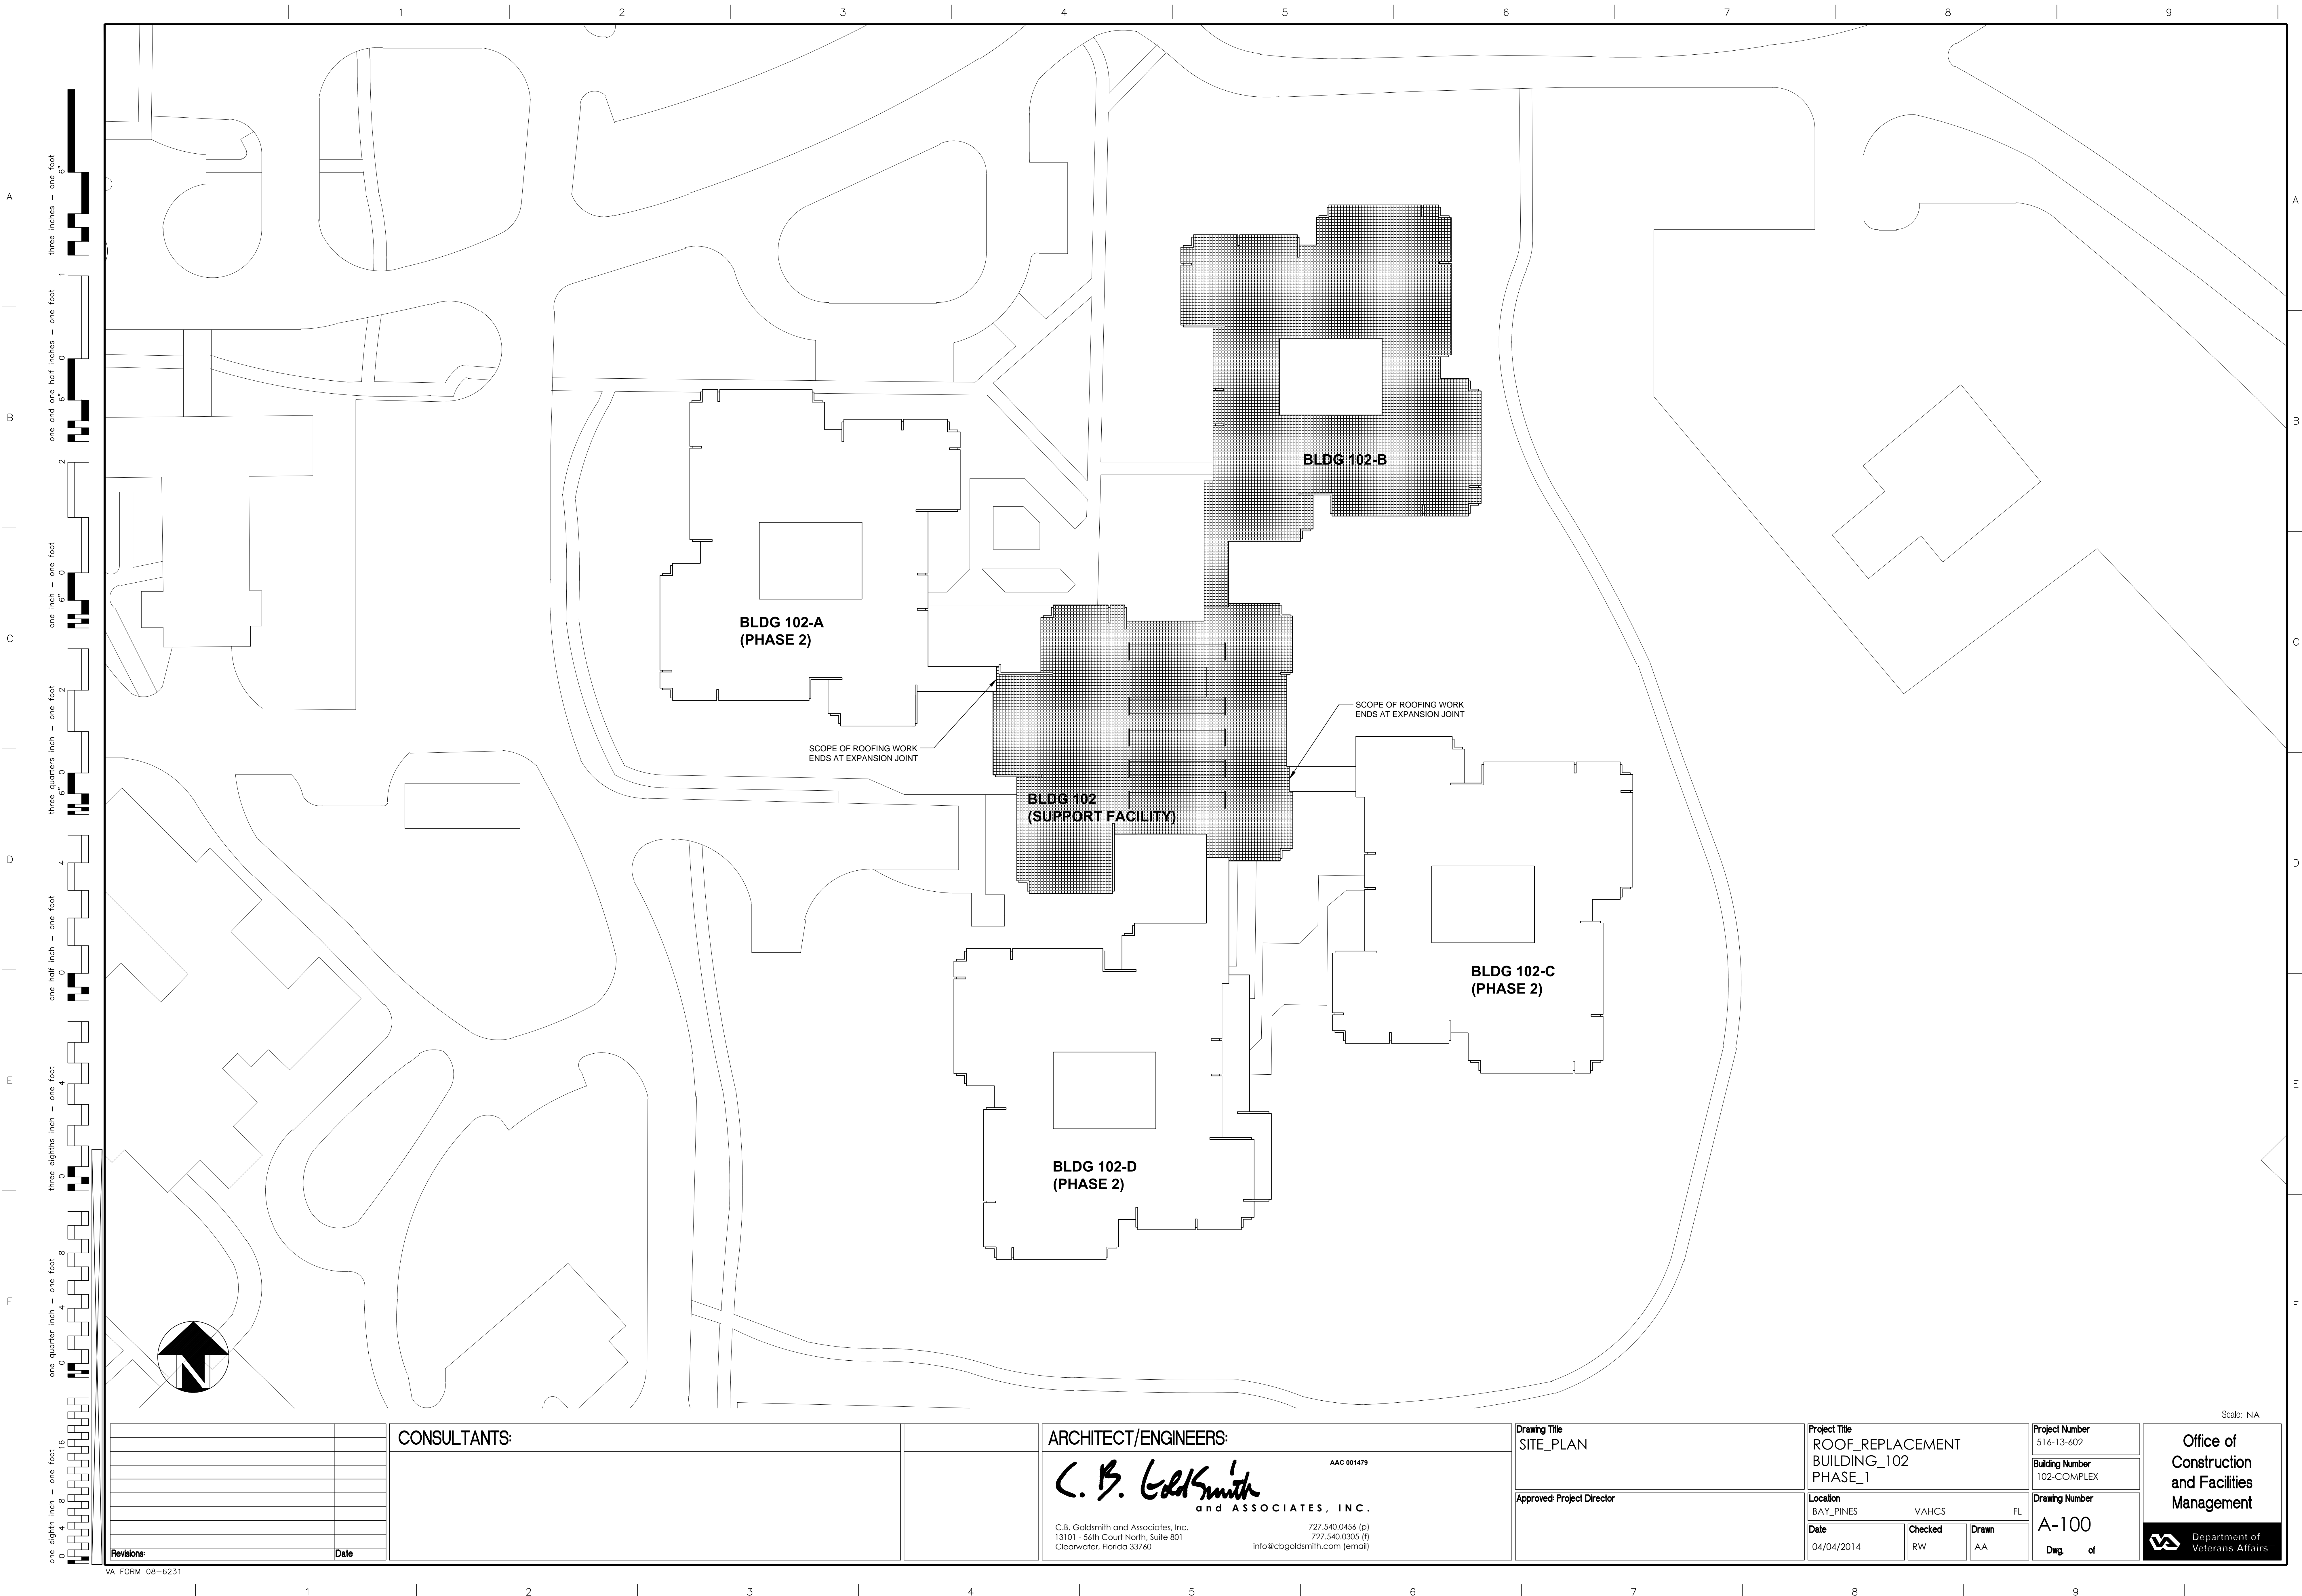 1 2 3 4 5 6 7 8 9
A A
B B
C C
D D
E E
F F
three inches = one foot
6"
one and one half inches = one foot
6" 0 1
one inch = one foot
6" 0 2
three quarters inch = one foot
6" 0 2
one half inch = one foot
0 4
three eighths inch = one foot
0 4
one quarter inch = one foot
0 4 8
one eighth inch = one foot
0 4 8 16
BLDG 102-B
BLDG 102-A
(PHASE 2)
SCOPE OF ROOFING WORK
ENDS AT EXPANSION JOINT
SCOPE OF ROOFING WORK
ENDS AT EXPANSION JOINT
BLDG 102
(SUPPORT FACILITY)
BLDG 102-C
(PHASE 2)
BLDG 102-D
(PHASE 2)
N
Scale: NA
Revisions: Date
CONSULTANTS:
ARCHITECT/ENGINEERS:
AAC 001479
C. B. Goldsmith
and ASSOCIATES, INC.
C.B. Goldsmith and Associates, Inc.
13101 - 56th Court North, Suite 801
Clearwater, Florida 33760
727.540.0456 (p)
727.540.0305 (f)
info@cbgoldsmith.com (email)
Drawing Title
SITE_PLAN
Approved: Project Director
Project Title
ROOF_REPLACEMENT
BUILDING_102
PHASE_1
Location
BAY_PINES VAHCS FL
Date
04/04/2014
Checked
RW
Drawn
AA
Project Number
516-13-602
Building Number
102-COMPLEX
Drawing Number
A-100
Dwg. of
Office of
Construction
and Facilities
Management
Department of
Veterans Affairs
VA FORM 08-6231
1 2 3 4 5 6 7 8 9